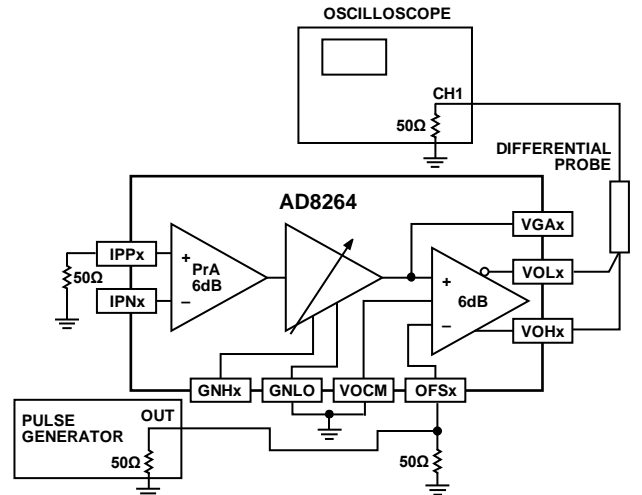 OSCILLOSCOPE
CH1
50Ω
DIFFERENTIAL
PROBE
AD8264
VGAx
IPPx
+
PrA
6dB
–
50Ω
IPNx
+
6dB
–
VOLx
VOHx
GNHx
GNLO
VOCM
OFSx
PULSE
GENERATOR
OUT
50Ω
50Ω